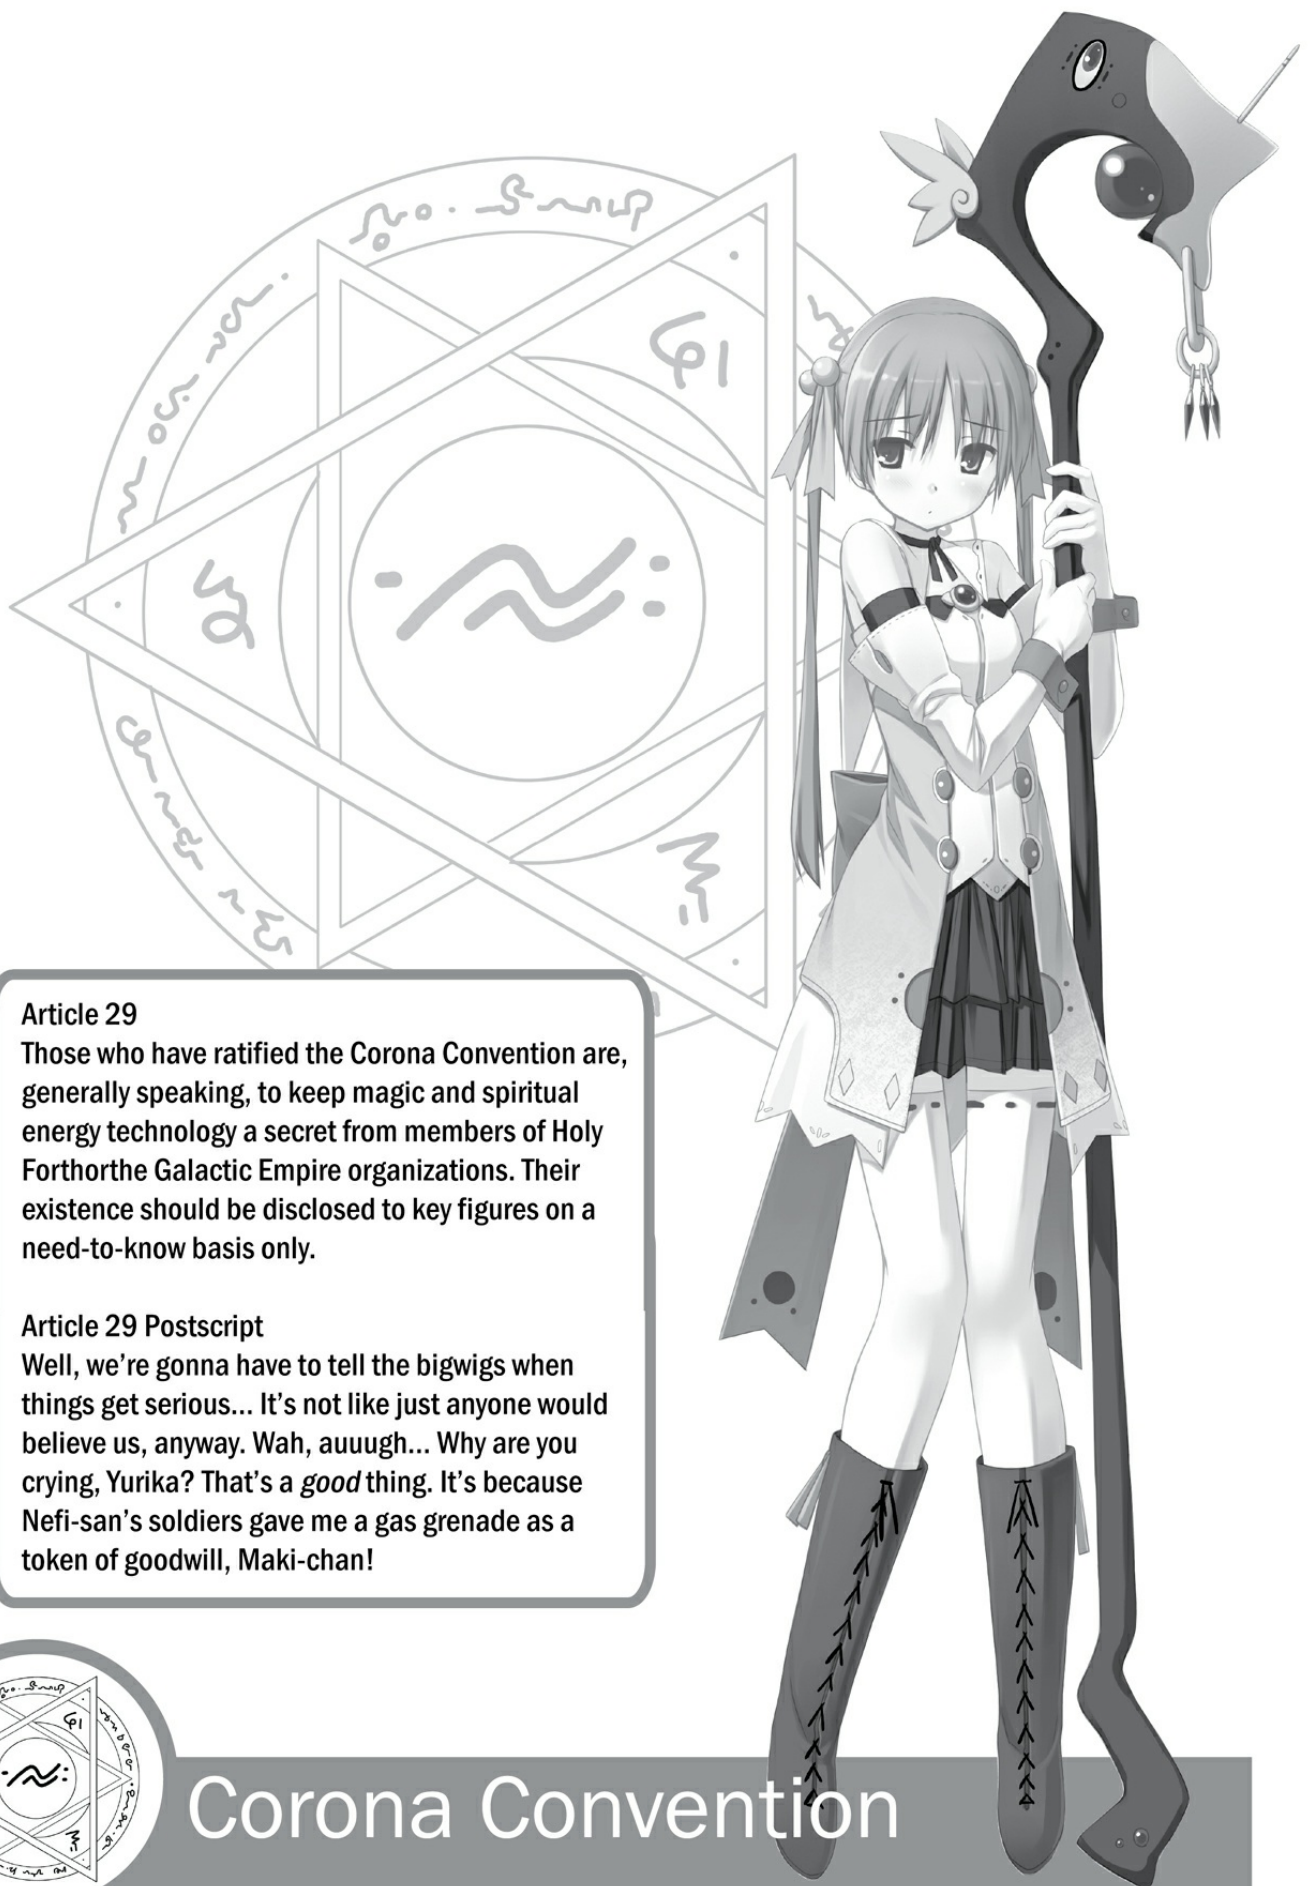 Article 29
Those who have ratified the Corona Convention are,
generally speaking, to keep magic and spiritual
energy technology a secret from members of Holy
Forthorthe Galactic Empire organizations. Their
existence should be disclosed to key figures on a
need-to-know basis only.
Article 29 Postscript
Well, we’re gonna have to tell the bigwigs when
things get serious... It’s not like just anyone would
believe us, anyway. Wah, auuugh... Why are you
crying, Yurika? That’s a good thing. It’s because
Nefi-san’s soldiers gave me a gas grenade as a
token of goodwill, Maki-chan!
Corona Convention